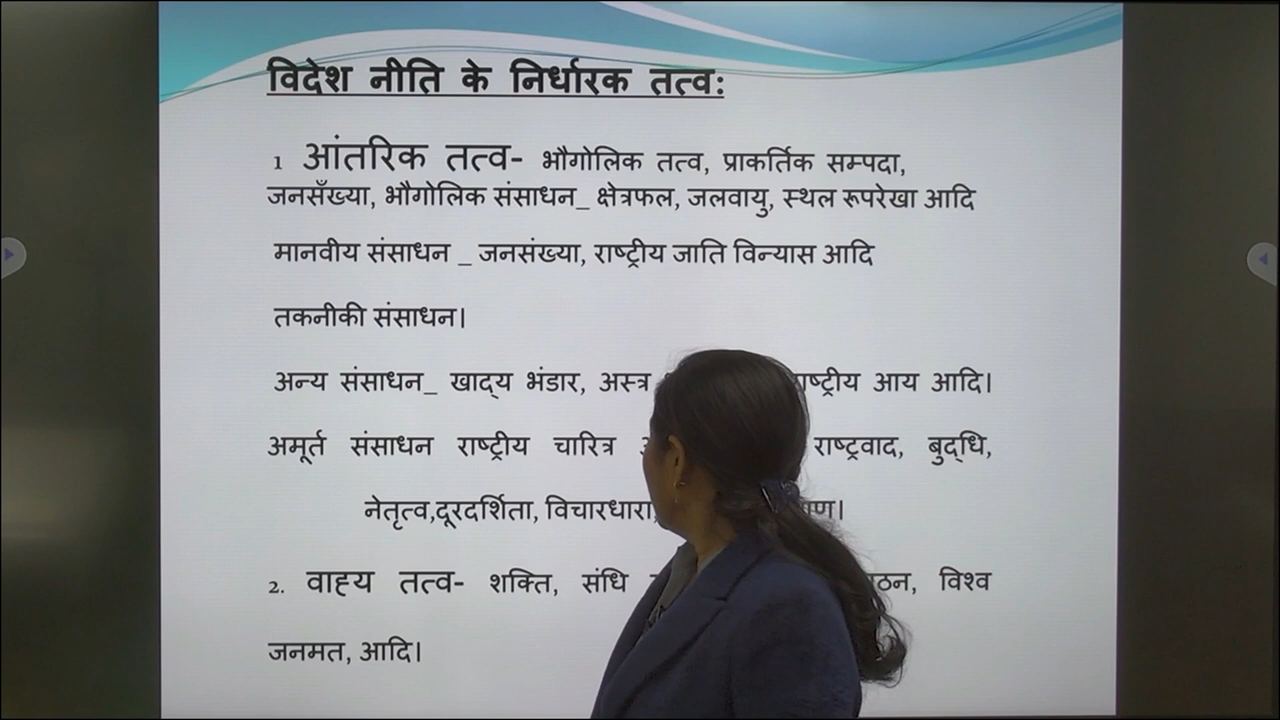 विदेश नीति के निर्धारक तत्व:
1 आंतरिक तत्व- भौगोलिक तत्व, प्राकर्तिक सम्पदा,
जनसँख्या, भौगोलिक संसाधन_ क्षेत्रफल, जलवायु, स्थल रूपरेखा आदि
मानवीय संसाधन _ जनसंख्या, राष्ट्रीय जाति विन्यास आदि
तकनीकी संसाधन।
अन्य संसाधन_ खाद्य भंडार, अस्त्र आय आदि।
अमूर्त संसाधन राष्ट्रीय चारित्र राष्ट्रवाद, बुद्धि,
नेतृत्व,दूरदर्शिता, विचारधारा
2. वाह्य तत्व- शक्ति, संधि विश्व
जनमत, आदि।